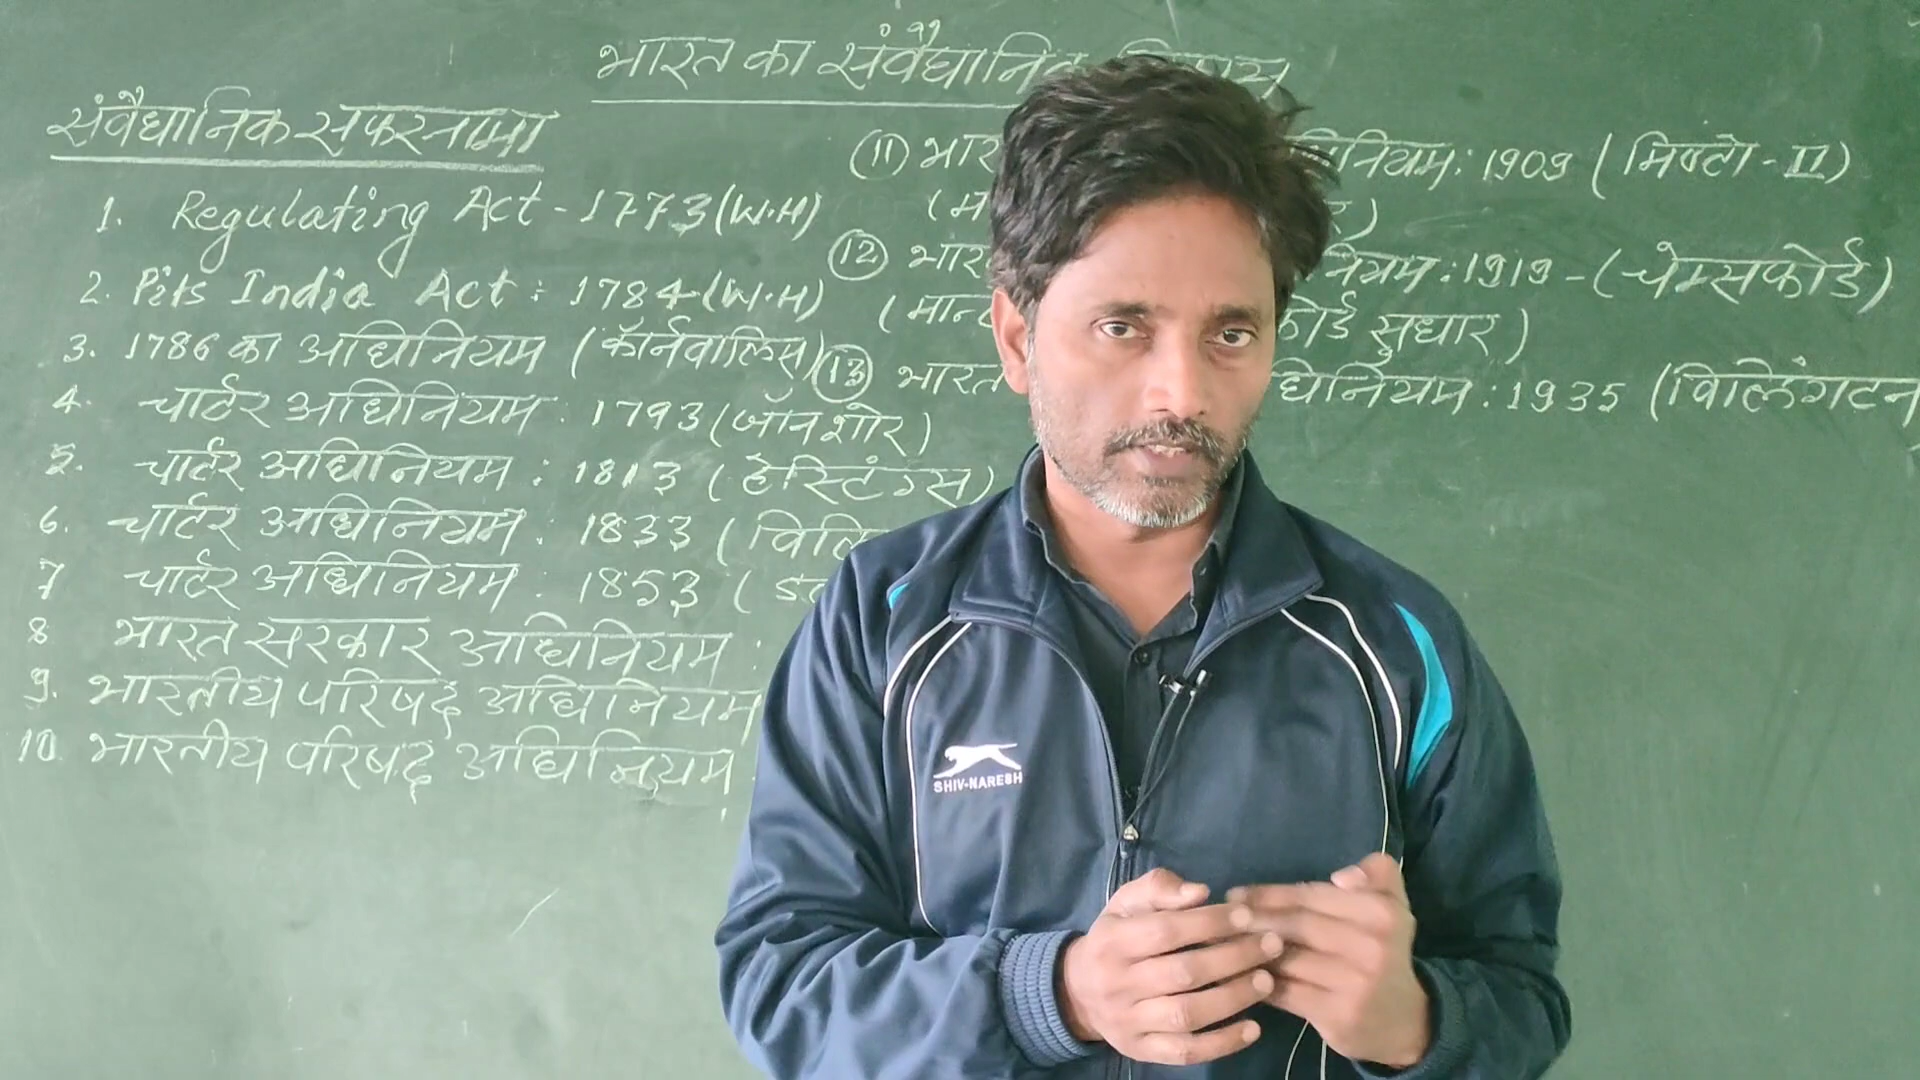 भारत का संवैधानिक
संवैधानिक सफरनामा
1. Regulating Act - 1773 (W.H)
2. Pits India Act : 1784 (W.H)
3. 1786 का अधिनियम (कॉर्नवालिस)
4. चार्टर अधिनियम : 1793 (जॉन शोर)
5. चार्टर अधिनियम : 1813 (हेस्टिंग्स)
6. चार्टर अधिनियम : 1833 (विलि
7 चार्टर अधिनियम : 1853 (डल
8 भारत सरकार अधिनियम :
9. भारतीय परिषद अधिनियम
10. भारतीय परिषद अधिनियम
11 भार नियम : 1909 (मिण्टो - II)
12 भार नियम : 1919 - (चेम्सफोर्ड)
(मान्ट फोर्ड सुधार)
13 भारत धिनियम : 1935 (विलिंगटन
SHIV-NARESH